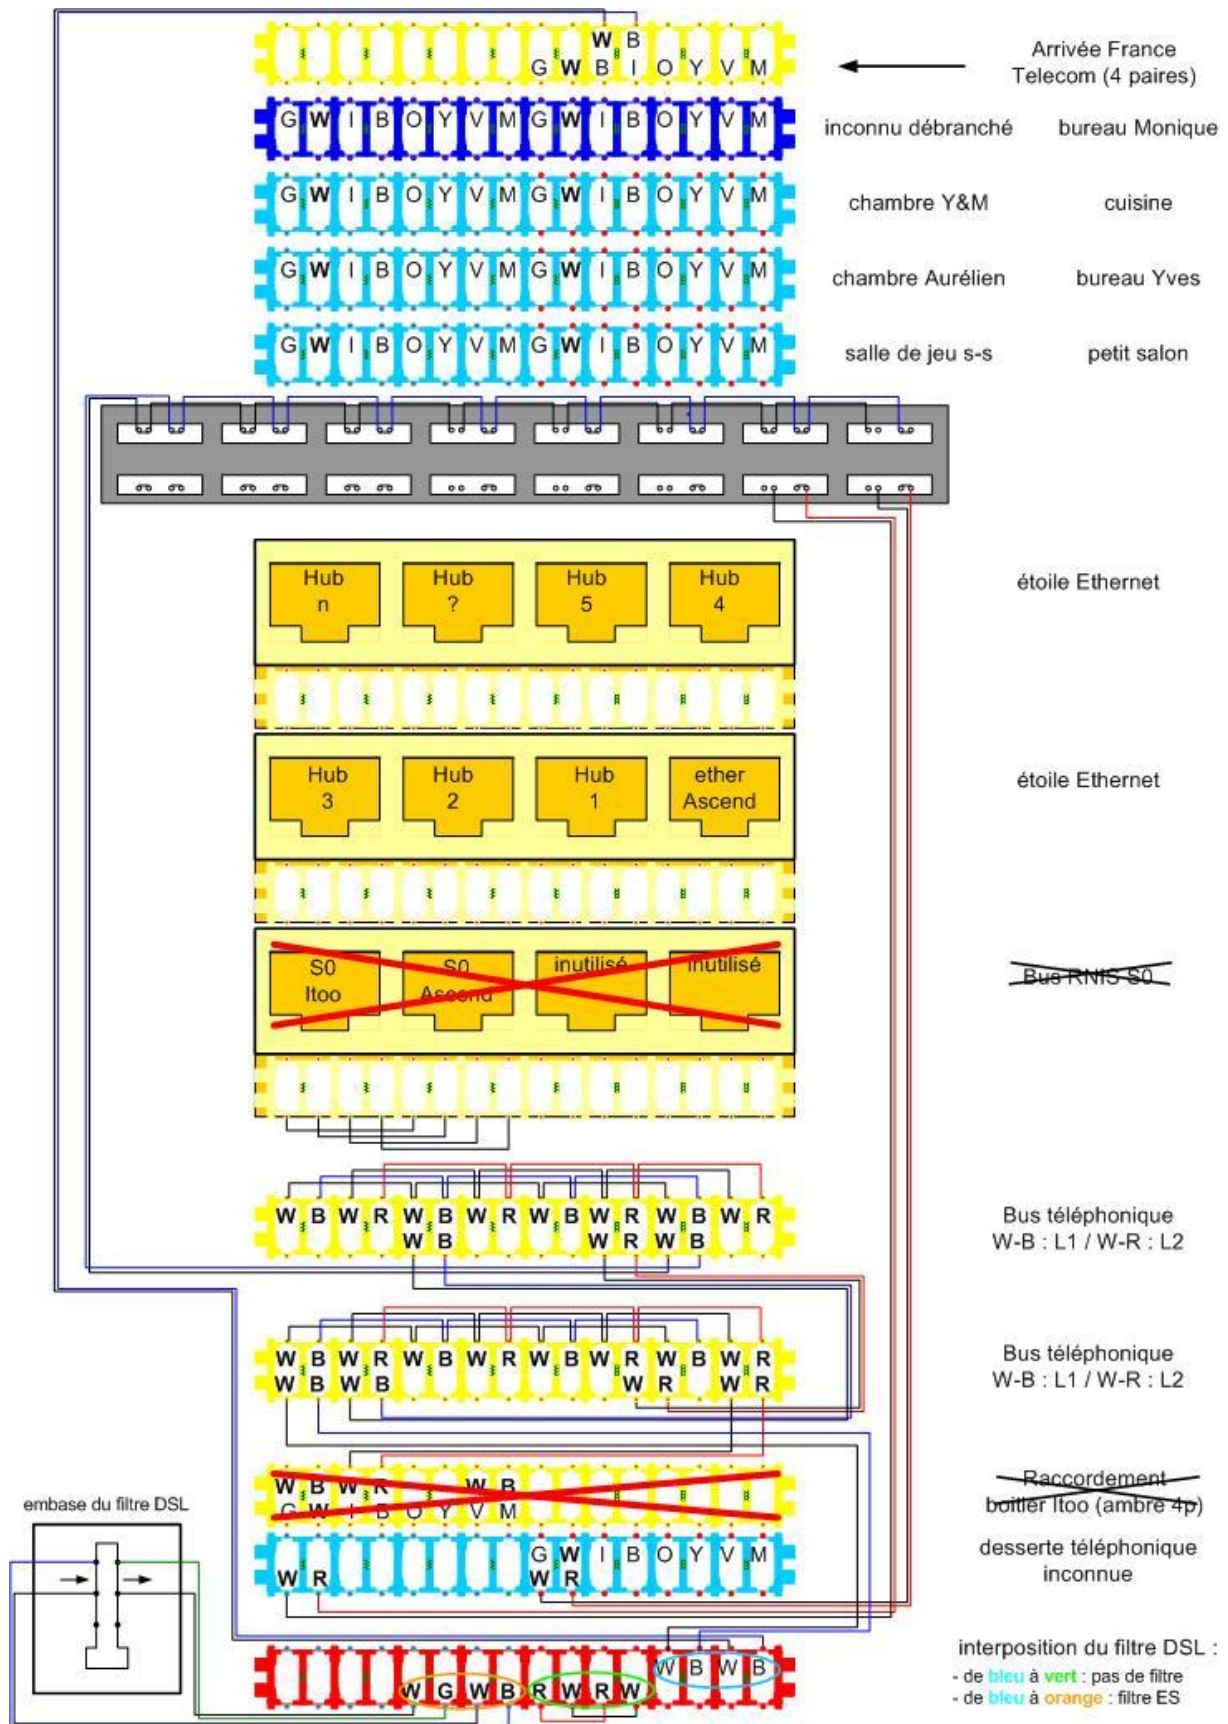 W B
G W B I O Y V M
Arrivée France
Telecom (4 paires)
G W I B O Y V M G W I B O Y V M
inconnu débranché bureau Monique
G W I B O Y V M G W I B O Y V M
chambre Y&M cuisine
G W I B O Y V M G W I B O Y V M
chambre Aurélien bureau Yves
G W I B O Y V M G W I B O Y V M
salle de jeu s-s petit salon
Hub n
Hub ?
Hub 5
Hub 4
étoile Ethernet
Hub 3
Hub 2
Hub 1
ether Ascend
étoile Ethernet
S0 Itoo
S0 Ascend
inutilisé
inutilisé
Bus RNIS S0
W B W R W B W R W B W R W B W R
W B W R W B
Bus téléphonique
W-B : L1 / W-R : L2
W B W R W B W R W B W R W B W R
W B W B W R W R
Bus téléphonique
W-B : L1 / W-R : L2
W B W R W B
G W I B O Y V M
Raccordement
boitier Itoo (ambre 4p)
embase du filtre DSL
G W I B O Y V M
W R W R
desserte téléphonique
inconnue
W B W B
W G W B R W R W
interposition du filtre DSL :
- de bleu à vert : pas de filtre
- de bleu à orange : filtre ES